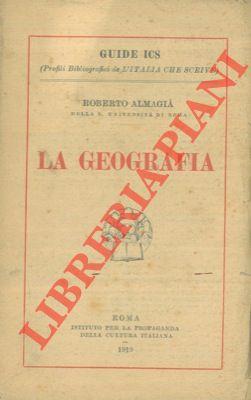 GUIDE ICS
(Profili Bibliografici de L'ITALIA CHE SCRIVE)
ROBERTO ALMAGIÀ
DELLA R. UNIVERSITÀ DI ROMA
LA GEOGRAFIA
LIBRERIA PIANI
ROMA
ISTITUTO PER LA PROPAGANDA
DELLA CULTURA ITALIANA
1919